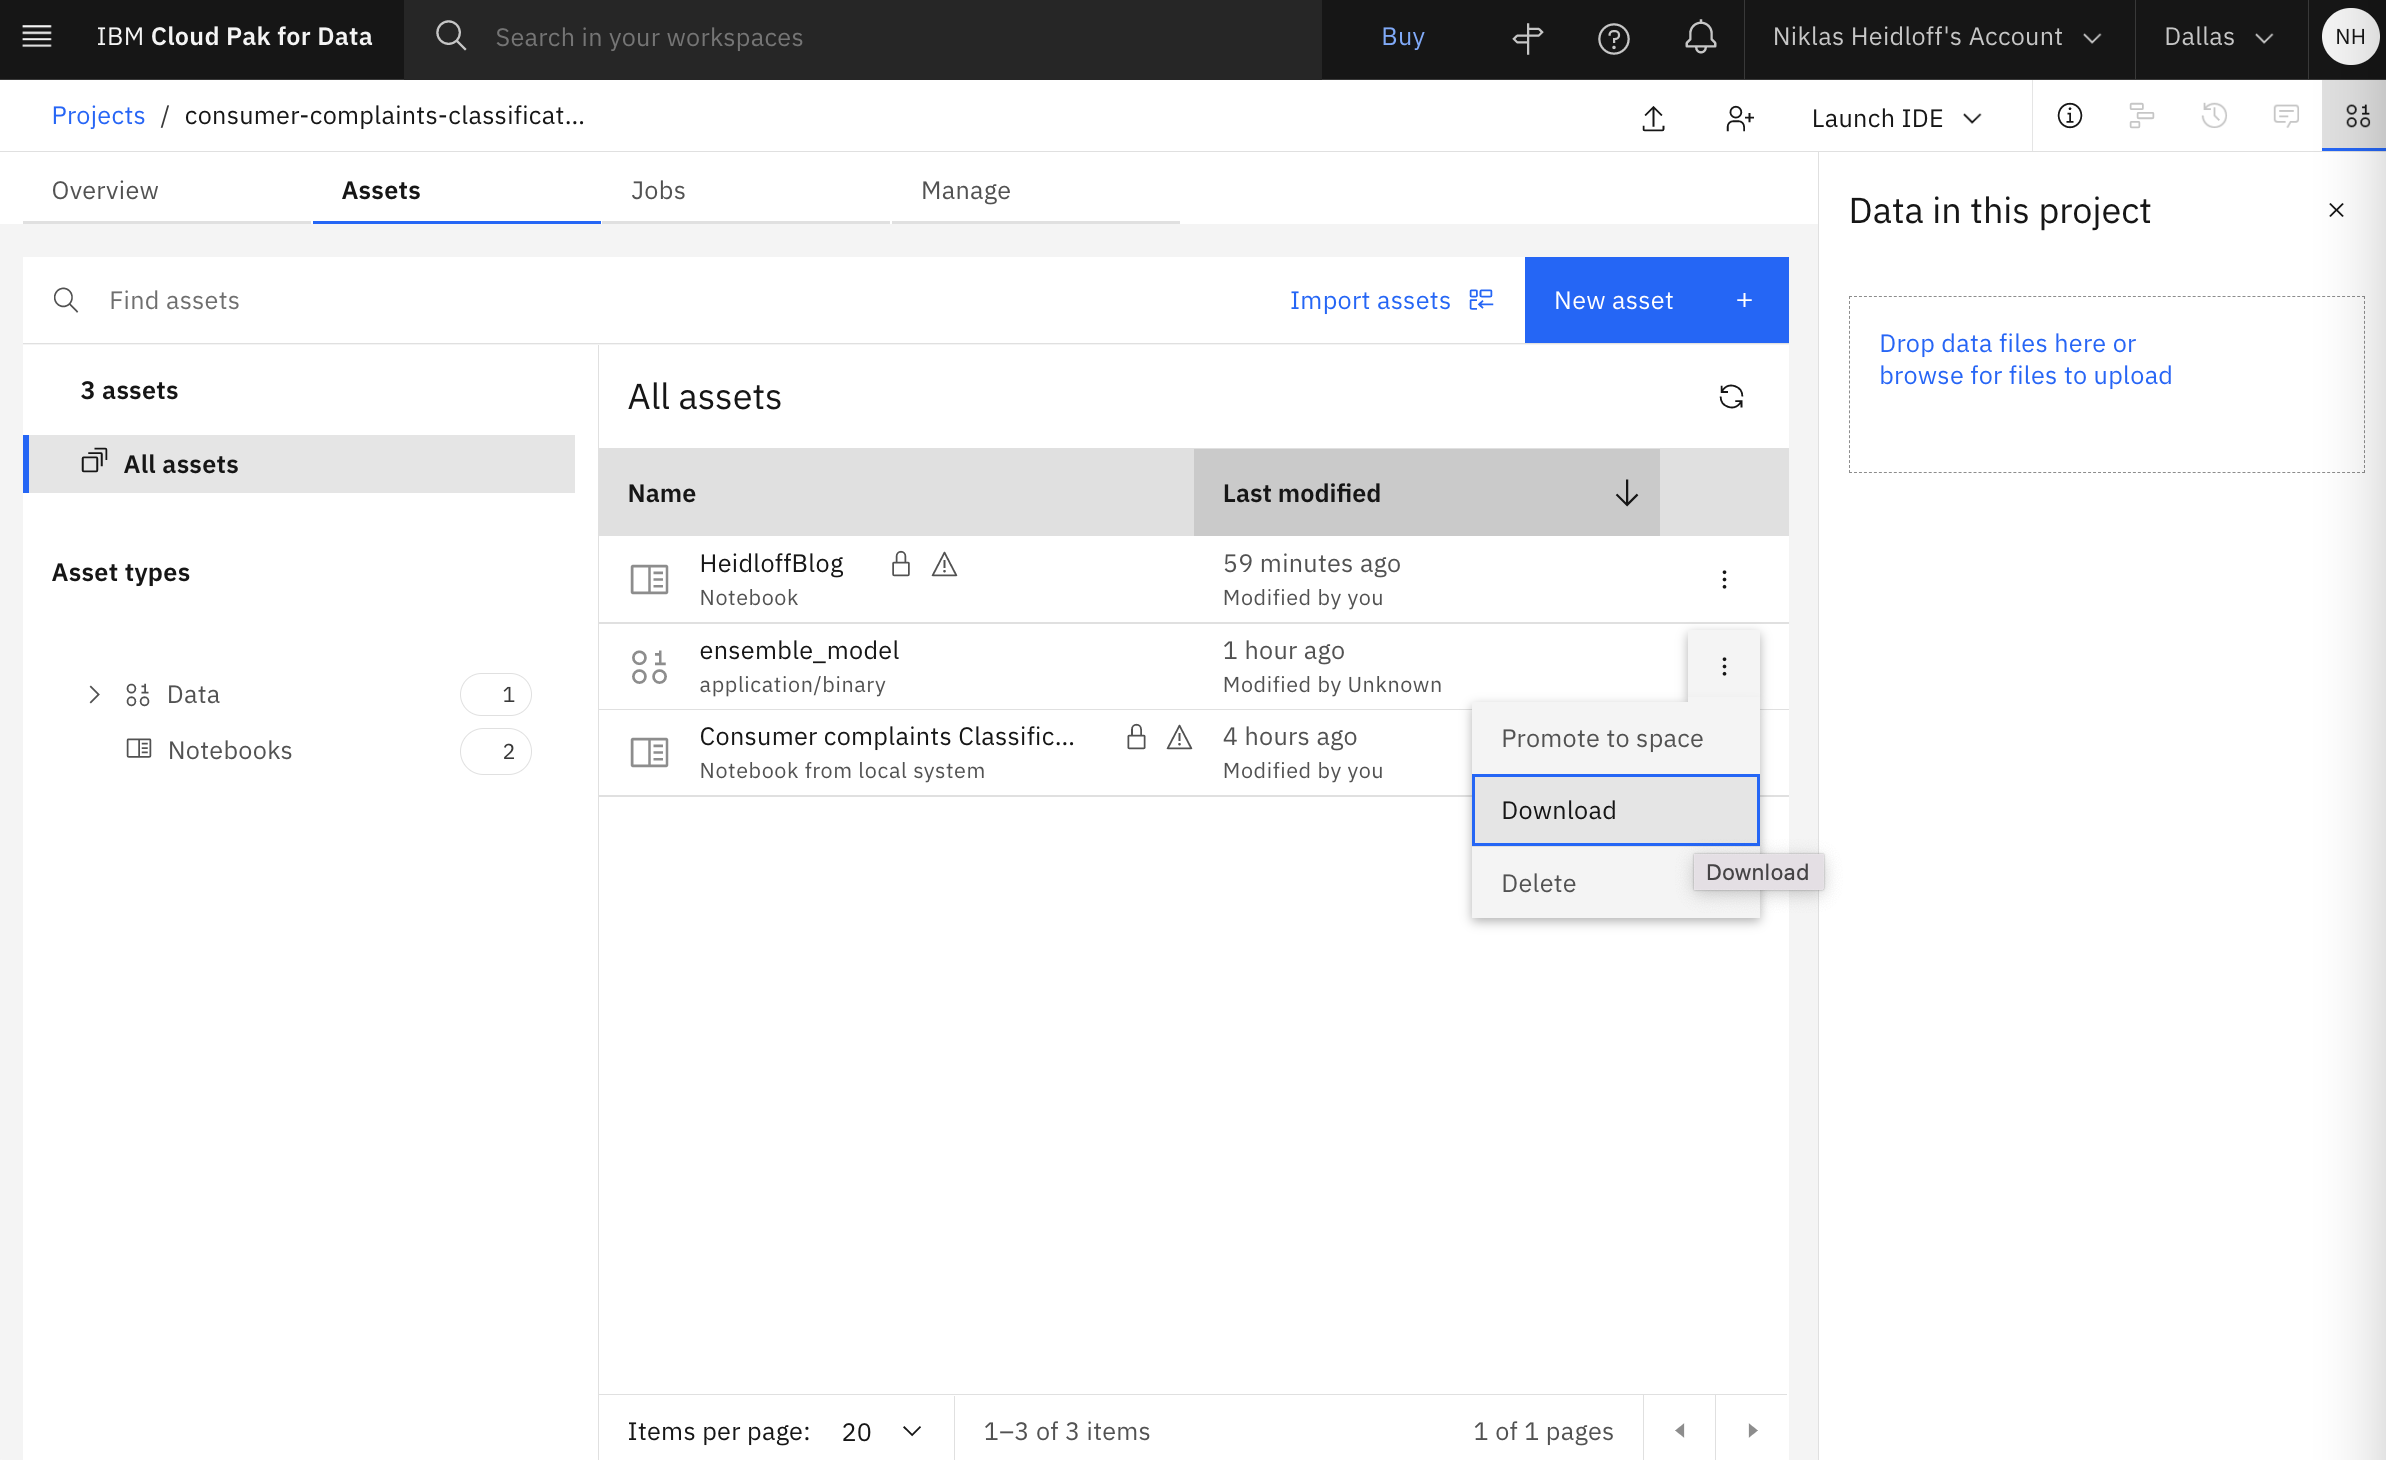 IBM Cloud Pak for Data
Search in your workspaces
Buy
Niklas Heidloff's Account
Dallas
NH
Projects / consumer-complaints-classificat...
Launch IDE
Overview
Assets
Jobs
Manage
Data in this project
Find assets
Import assets
New asset +
Drop data files here or
browse for files to upload
3 assets
All assets
All assets
Name
Last modified
Asset types
HeidloffBlog
59 minutes ago
Notebook
Modified by you
ensemble_model
1 hour ago
application/binary
Modified by Unknown
Data
1
Notebooks
2
Consumer complaints Classific...
4 hours ago
Notebook from local system
Modified by you
Promote to space
Download
Download
Delete
Items per page: 20
1–3 of 3 items
1 of 1 pages